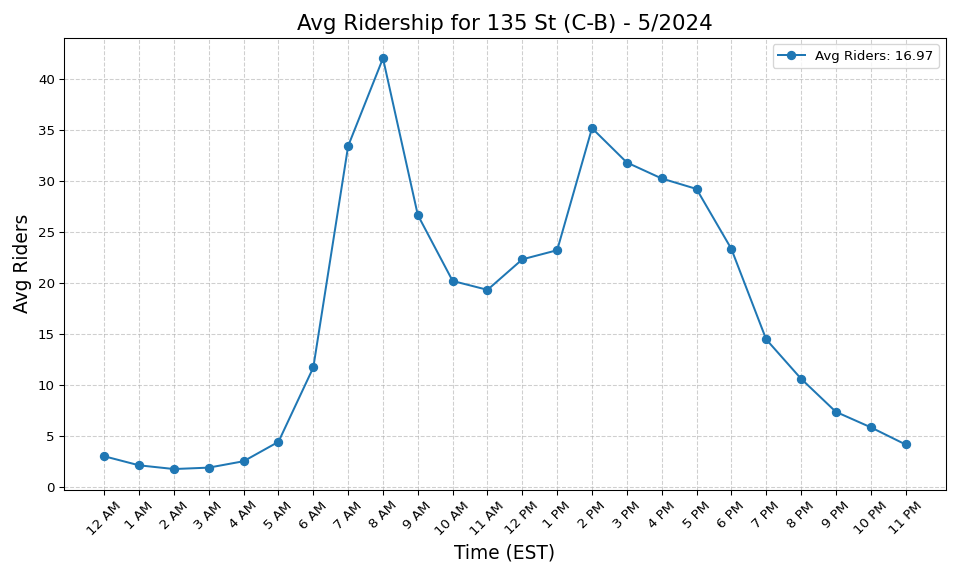 Avg Ridership for 135 St (C-B) - 5/2024
Avg Riders: 16.97
Avg Riders
40
35
30
25
20
15
10
5
0
12 AM
1 AM
2 AM
3 AM
4 AM
5 AM
6 AM
7 AM
8 AM
9 AM
10 AM
11 AM
12 PM
1 PM
2 PM
3 PM
4 PM
5 PM
6 PM
7 PM
8 PM
9 PM
10 PM
11 PM
Time (EST)